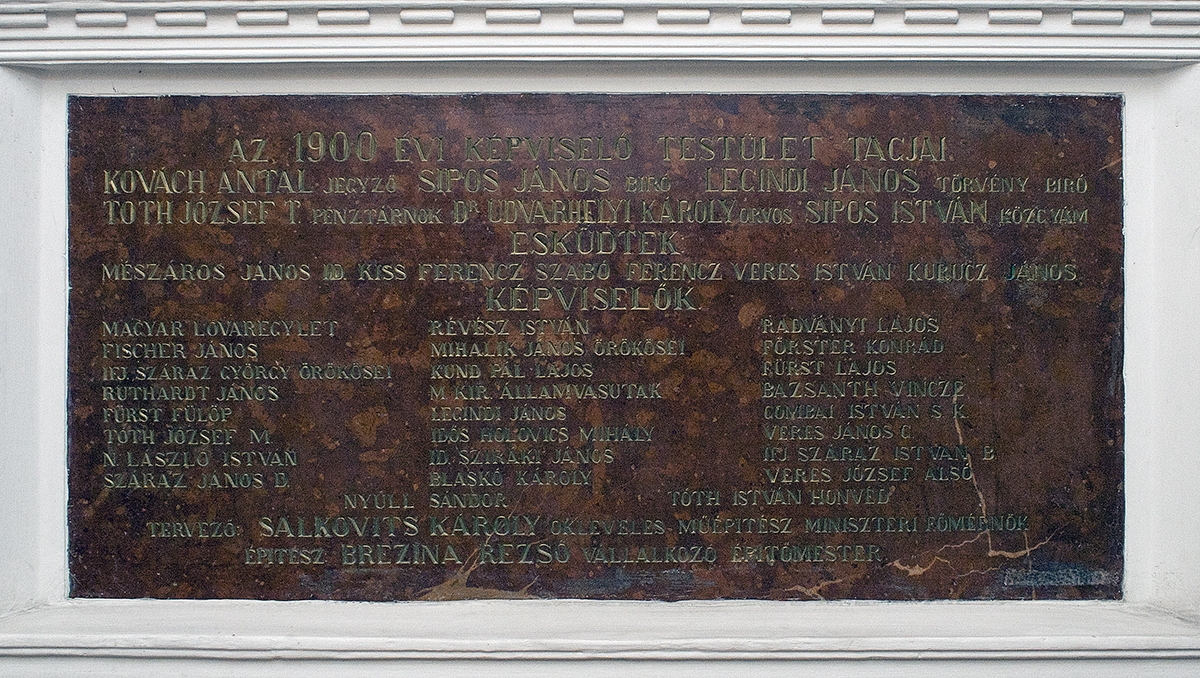 AZ 1900 ÉVI KÉPVISELŐ TESTÜLET TAGJAI.
KOVÁCH ANTAL JEGYZŐ SIPOS JÁNOS BIRÓ LEGINDI JÁNOS TÖRVÉNY BIRÓ
TÓTH JÓZSEF T. PÉNZTÁRNOK DR UDVARHELYI KÁROLY ORVOS SIPOS ISTVÁN KÖZGYÁM
ESKÜDTEK
MÉSZÁROS JÁNOS ID. KISS FERENCZ SZABÓ FERENCZ VERES ISTVÁN KURUCZ JÁNOS.
KÉPVISELŐK
MAGYAR LOVAREGYLET RÉVÉSZ ISTVÁN RADVÁNYI LAJOS
FISCHER JÁNOS MIHALIK JÁNOS ÖRÖKÖSEI FÖRSTER KONRÁD
IFJ. SZÁRAZ GYÖRGY ÖRÖKÖSEI KUND PÁL LAJOS FÜRST LAJOS
RUTHARDT JÁNOS M. KIR. ÁLLAMVASUTAK BAZSANTH VINCZE
FÜRST FÜLÖP LEGINDI JÁNOS GOMBAI ISTVÁN S. K.
TÓTH JÓZSEF M. IDŐS HOLOVICS MIHÁLY VERES JÁNOS G.
N. LÁSZLÓ ISTVÁN ID. SZIRÁKI JÁNOS IFJ. SZÁRAZ ISTVÁN B.
SZÁRAZ JÁNOS B. BLASKÓ KÁROLY VERES JÓZSEF ALSÓ
NYÚLL SÁNDOR TÓTH ISTVÁN HONVÉD
TERVEZŐ: SALKOVITS KÁROLY OKLEVELES MŰÉPITÉSZ MINISZTERI FŐMÉRNÖK
ÉPITÉSZ BREZINA REZSŐ VÁLLALKOZÓ ÉPITŐMESTER.